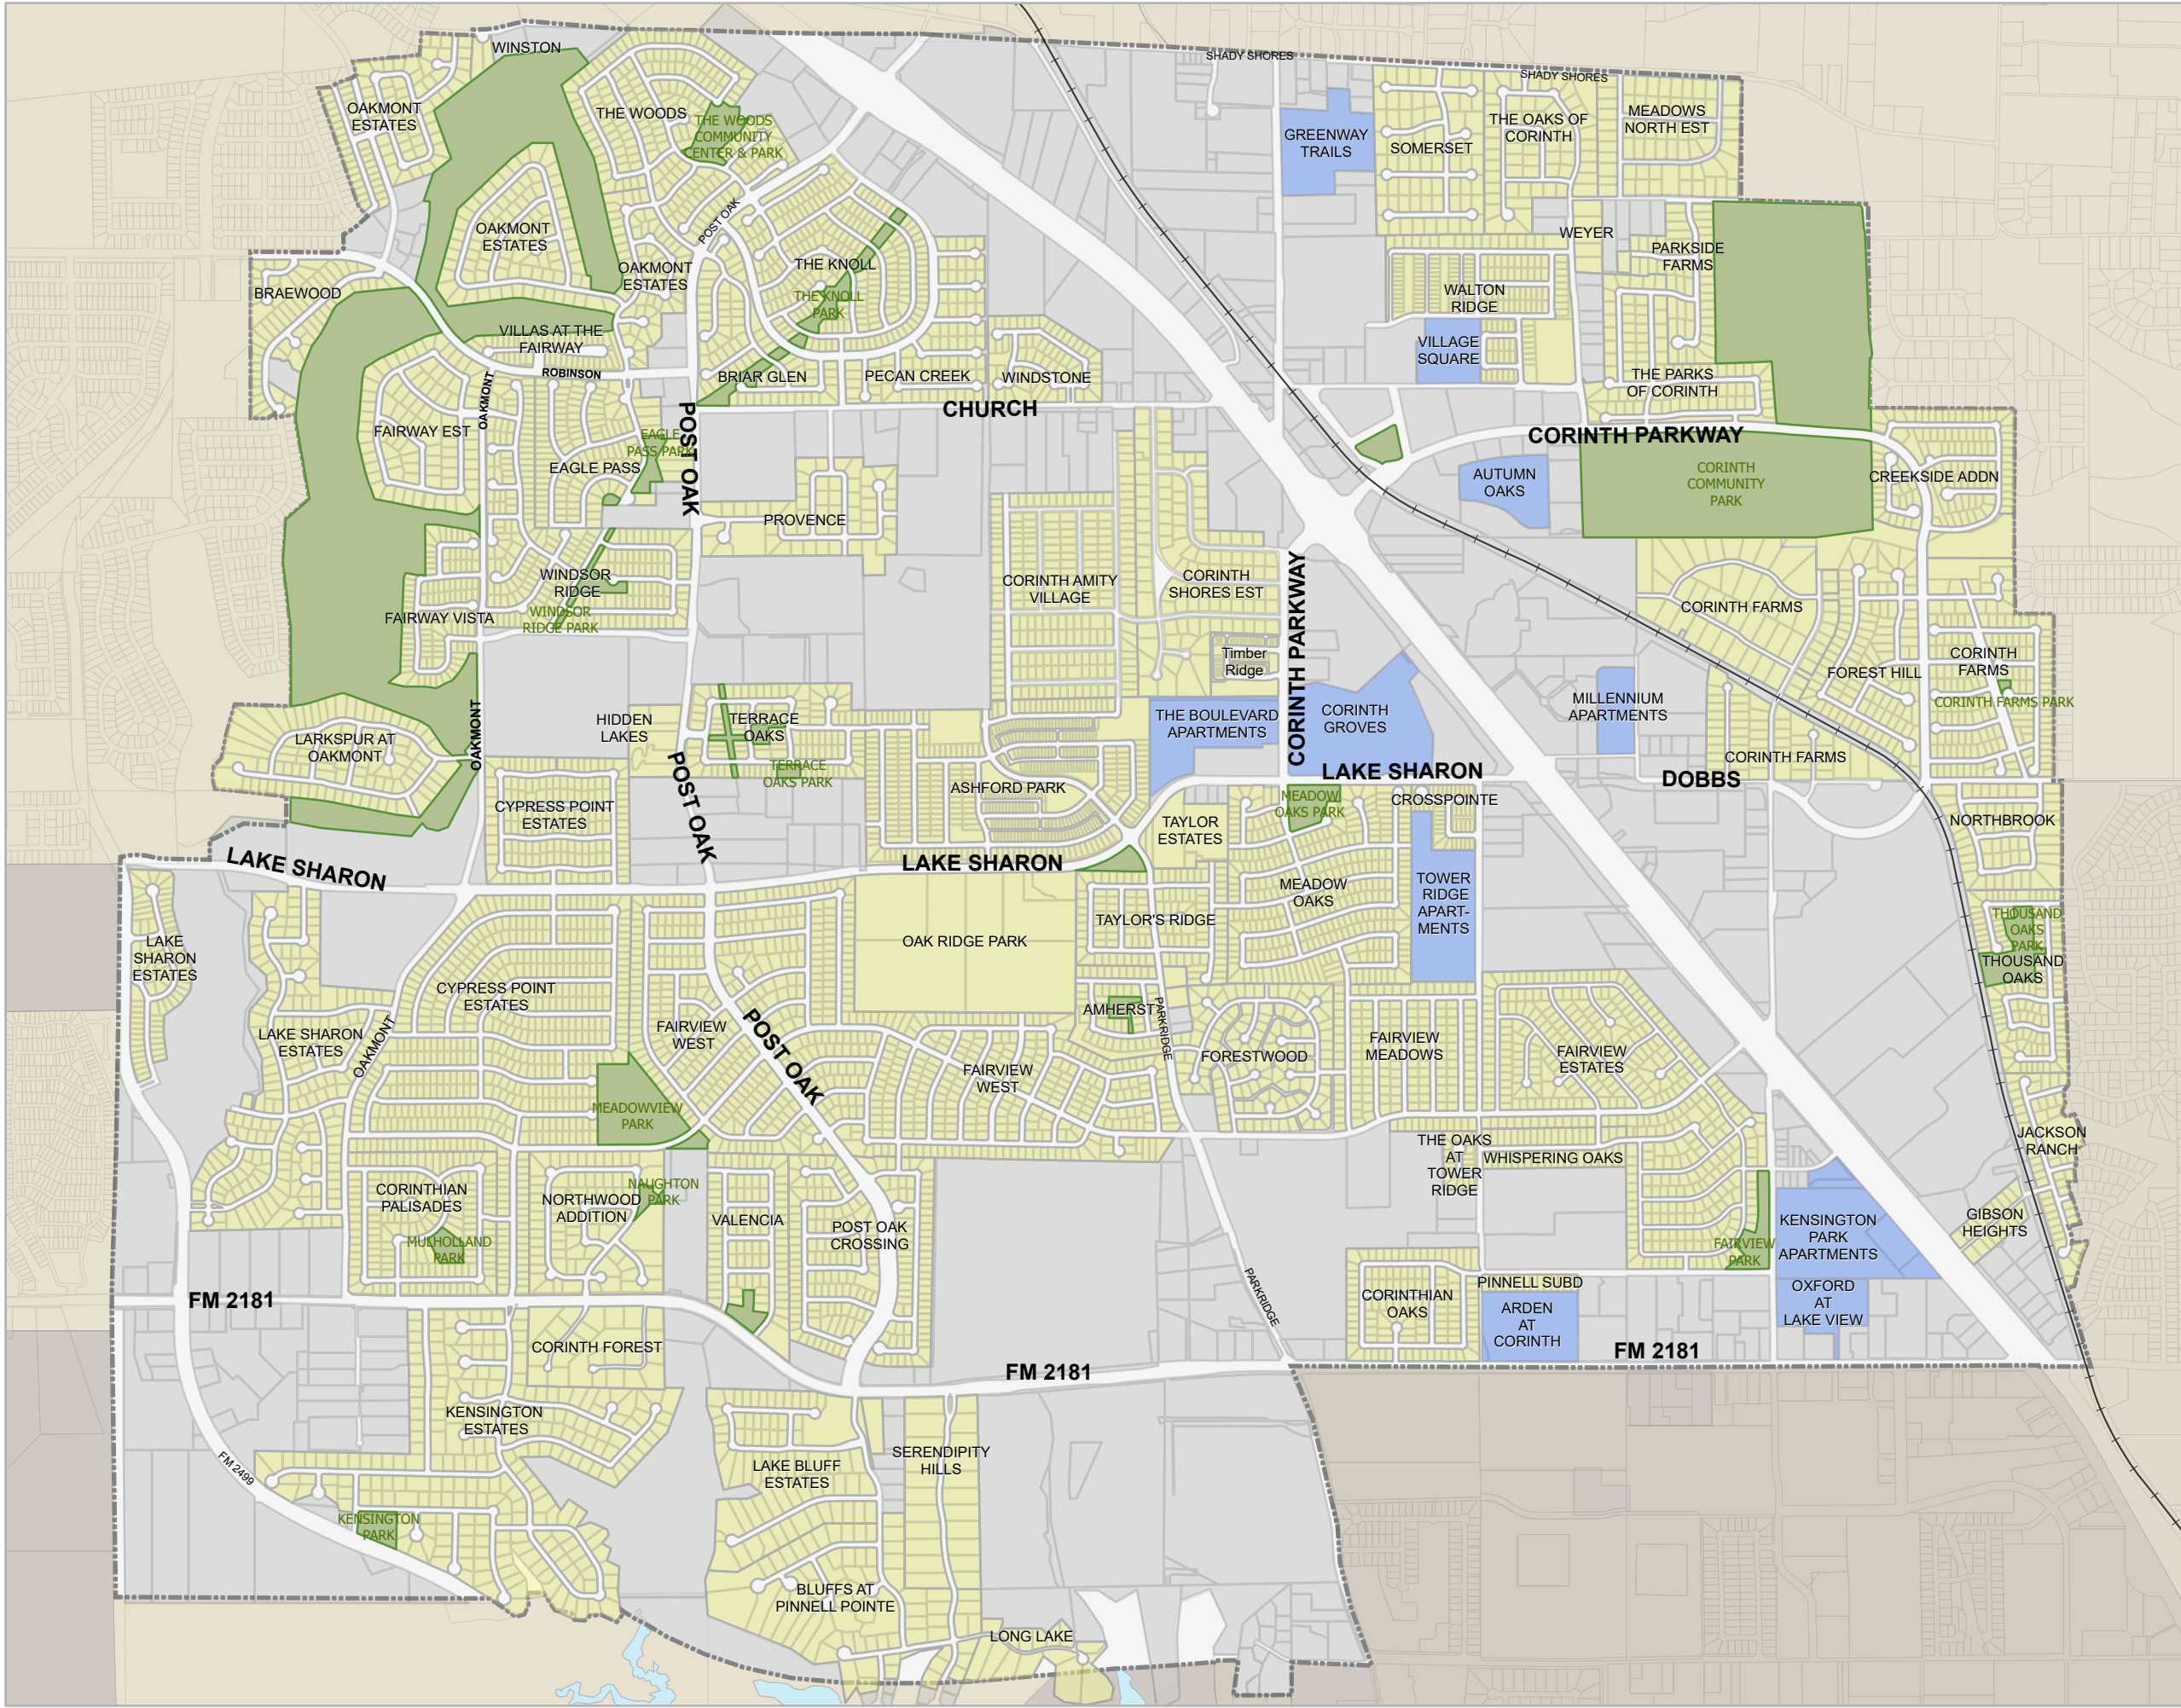 WINSTON
SHADY SHORES
SHADY SHORES
OAKMONT
ESTATES
THE WOODS
THE WOODS
COMMUNITY
CENTER & PARK
GREENWAY
TRAILS
SOMERSET
THE OAKS OF
CORINTH
MEADOWS
NORTH EST
OAKMONT
ESTATES
POST OAK
WEYER
PARKSIDE
FARMS
OAKMONT
ESTATES
THE KNOLL
THE KNOLL
PARK
BRAEWOOD
WALTON
RIDGE
VILLAS AT THE
FAIRWAY
ROBINSON
VILLAGE
SQUARE
BRIAR GLEN
PECAN CREEK
WINDSTONE
THE PARKS
OF CORINTH
OAKMONT
CHURCH
POST OAK
FAIRWAY EST
EAGLE
PASS PARK
EAGLE PASS
CORINTH PARKWAY
AUTUMN
OAKS
CORINTH
COMMUNITY
PARK
CREEKSIDE ADDN
PROVENCE
WINDSOR
RIDGE
WINDSOR
RIDGE PARK
FAIRWAY VISTA
CORINTH AMITY
VILLAGE
CORINTH
SHORES EST
CORINTH PARKWAY
CORINTH FARMS
Timber
Ridge
FOREST HILL
CORINTH
FARMS
CORINTH FARMS PARK
HIDDEN
LAKES
TERRACE
OAKS
TERRACE
OAKS PARK
THE BOULEVARD
APARTMENTS
CORINTH
GROVES
MILLENNIUM
APARTMENTS
LARKSPUR AT
OAKMONT
OAKMONT
POST OAK
CORINTH FARMS
LAKE SHARON
DOBBS
ASHFORD PARK
CYPRESS POINT
ESTATES
MEADOW
OAKS PARK
CROSSPOINTE
TAYLOR
ESTATES
NORTHBROOK
LAKE SHARON
LAKE SHARON
MEADOW
OAKS
TOWER
RIDGE
APART-
MENTS
TAYLOR'S RIDGE
OAK RIDGE PARK
THOUSAND
OAKS
PARK
THOUSAND
OAKS
LAKE
SHARON
ESTATES
CYPRESS POINT
ESTATES
AMHERST
PARKRIDGE
LAKE SHARON
ESTATES
OAKMONT
FAIRVIEW
WEST
POST OAK
FAIRVIEW
WEST
FORESTWOOD
FAIRVIEW
MEADOWS
FAIRVIEW
ESTATES
MEADOWVIEW
PARK
THE OAKS
AT
TOWER
RIDGE
WHISPERING OAKS
JACKSON
RANCH
CORINTHIAN
PALISADES
MULHOLLAND
PARK
NORTHWOOD
ADDITION
NAUGHTON
PARK
VALENCIA
POST OAK
CROSSING
KENSINGTON
PARK
APARTMENTS
GIBSON
HEIGHTS
FAIRVIEW
PARK
FM 2181
PARKRIDGE
CORINTHIAN
OAKS
PINNELL SUBD
ARDEN
AT
CORINTH
OXFORD
AT
LAKE VIEW
CORINTH FOREST
FM 2181
FM 2181
KENSINGTON
ESTATES
LAKE BLUFF
ESTATES
SERENDIPITY
HILLS
FM 2499
KENSINGTON
PARK
BLUFFS AT
PINNELL POINTE
LONG LAKE